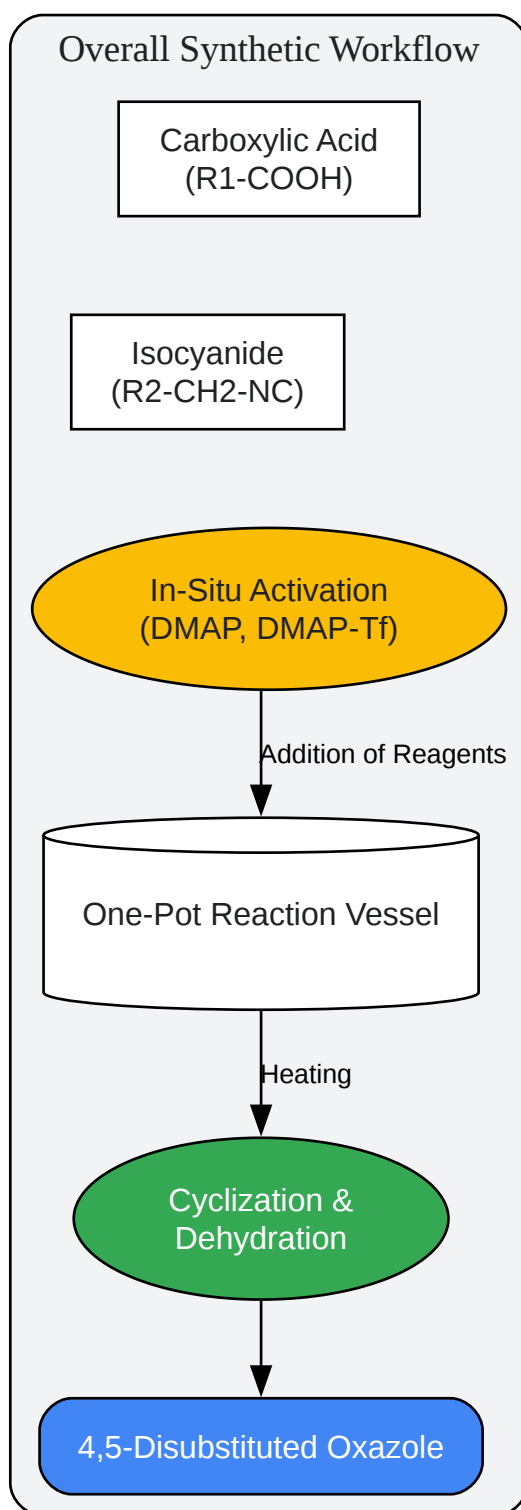 Overall Synthetic Workflow
Carboxylic Acid
(R1-COOH)
Isocyanide
(R2-CH2-NC)
In-Situ Activation
(DMAP, DMAP-Tf)
Addition of Reagents
One-Pot Reaction Vessel
Heating
Cyclization &
Dehydration
4,5-Disubstituted Oxazole